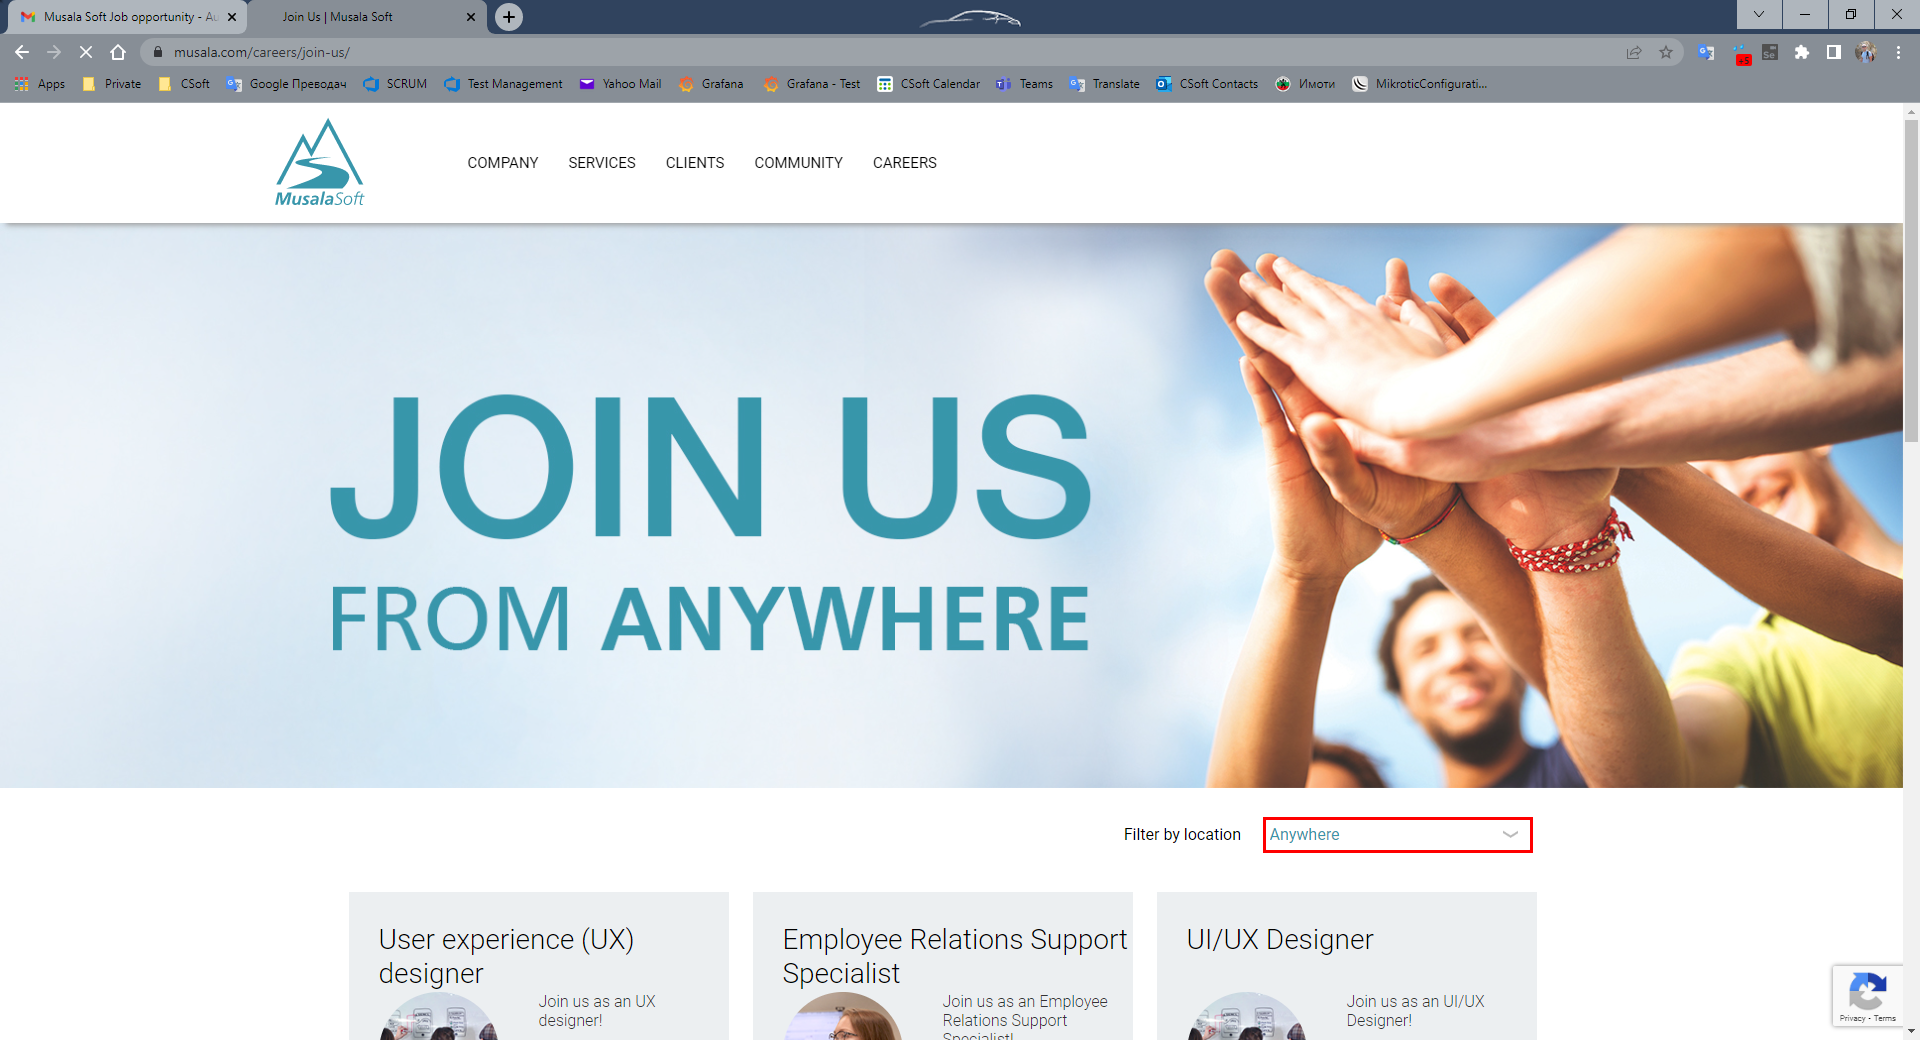 Musala Soft Job opportunity - Au
Join Us | Musala Soft
musala.com/careers/join-us/
+5
Se
Apps
Private
CSoft
Google Преводач
SCRUM
Test Management
Yahoo Mail
Grafana
Grafana - Test
CSoft Calendar
Teams
Translate
CSoft Contacts
Имоти
MikroticConfigurati...
MusalaSoft
COMPANY SERVICES CLIENTS COMMUNITY CAREERS
JOIN US
FROM ANYWHERE
Filter by location
Anywhere
User experience (UX)
designer
Join us as an UX
designer!
Employee Relations Support
Specialist
Join us as an Employee
Relations Support
Specialist!
UI/UX Designer
Join us as an UI/UX
Designer!
Privacy - Terms